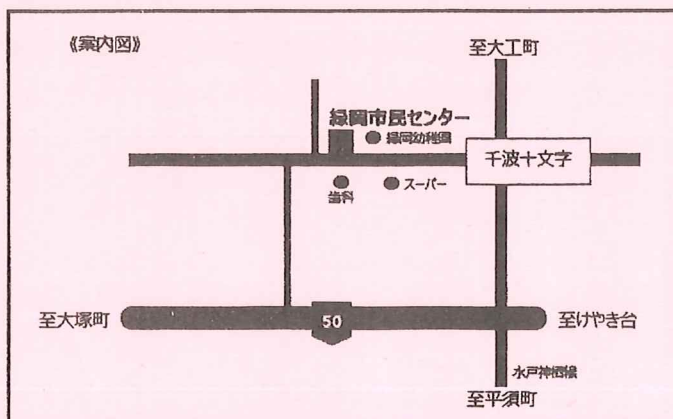 《案内図》
至大工町
緑岡市民センター
緑岡幼稚園
千波十文字
歯科
スーパー
至大塚町
50
至けやき台
水戸神栖線
至平須町